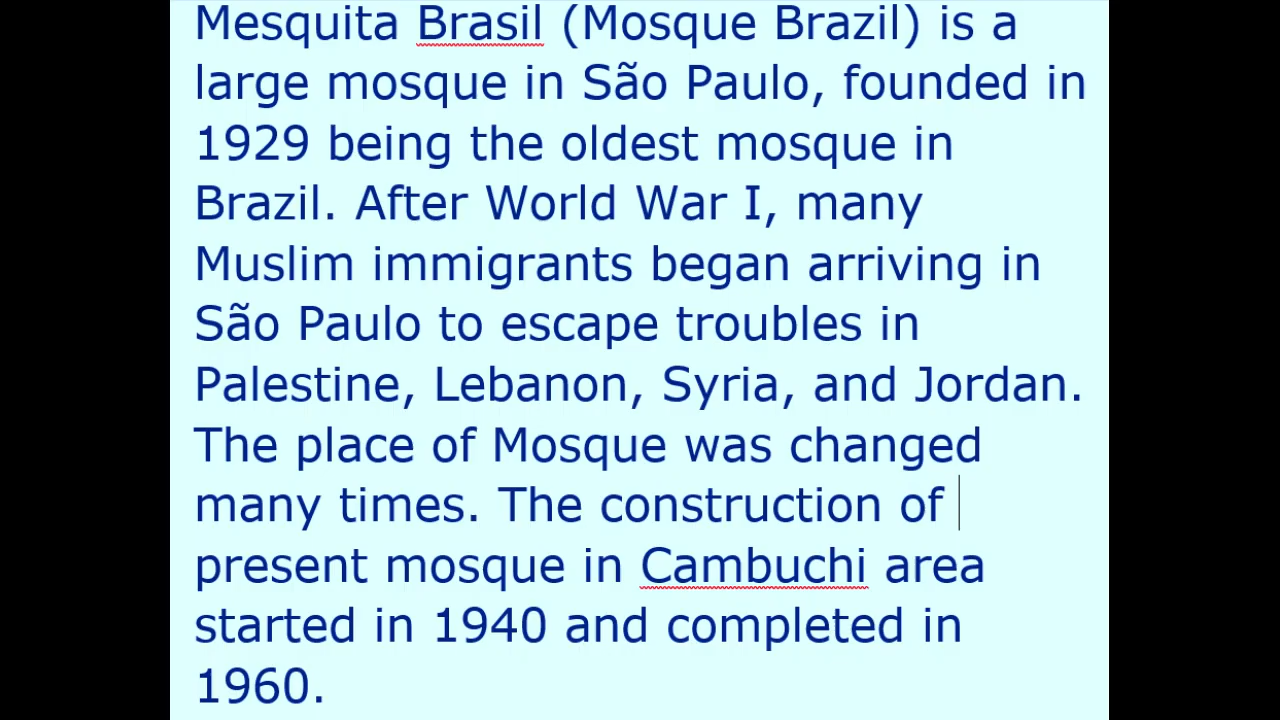 Mesquita Brasil (Mosque Brazil) is a
large mosque in São Paulo, founded in
1929 being the oldest mosque in
Brazil. After World War I, many
Muslim immigrants began arriving in
São Paulo to escape troubles in
Palestine, Lebanon, Syria, and Jordan.
The place of Mosque was changed
many times. The construction of
present mosque in Cambuchi area
started in 1940 and completed in
1960.